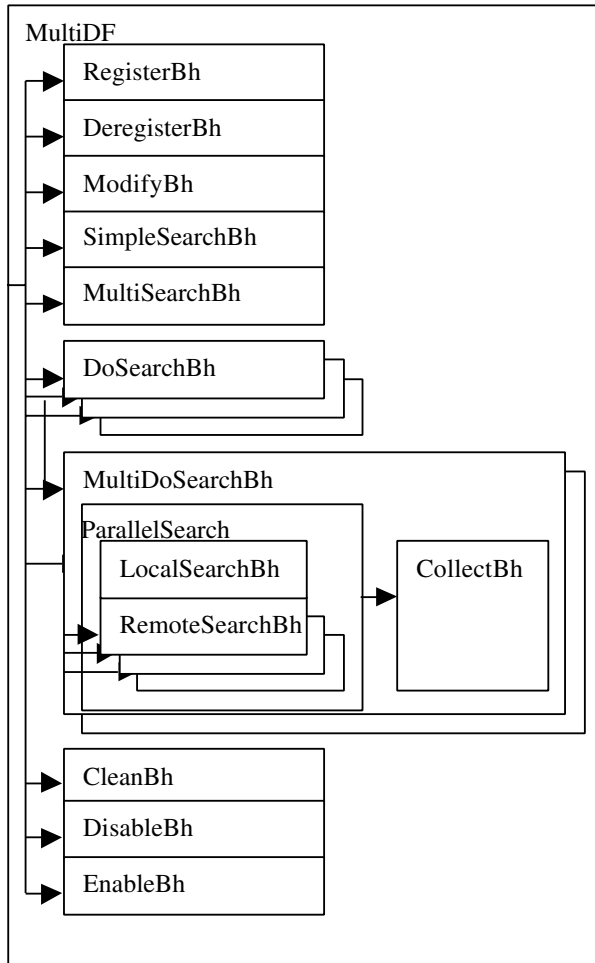 MultiDF
RegisterBh
DeregisterBh
ModifyBh
SimpleSearchBh
MultiSearchBh
DoSearchBh
MultiDoSearchBh
ParallelSearch
LocalSearchBh
CollectBh
RemoteSearchBh
CleanBh
DisableBh
EnableBh